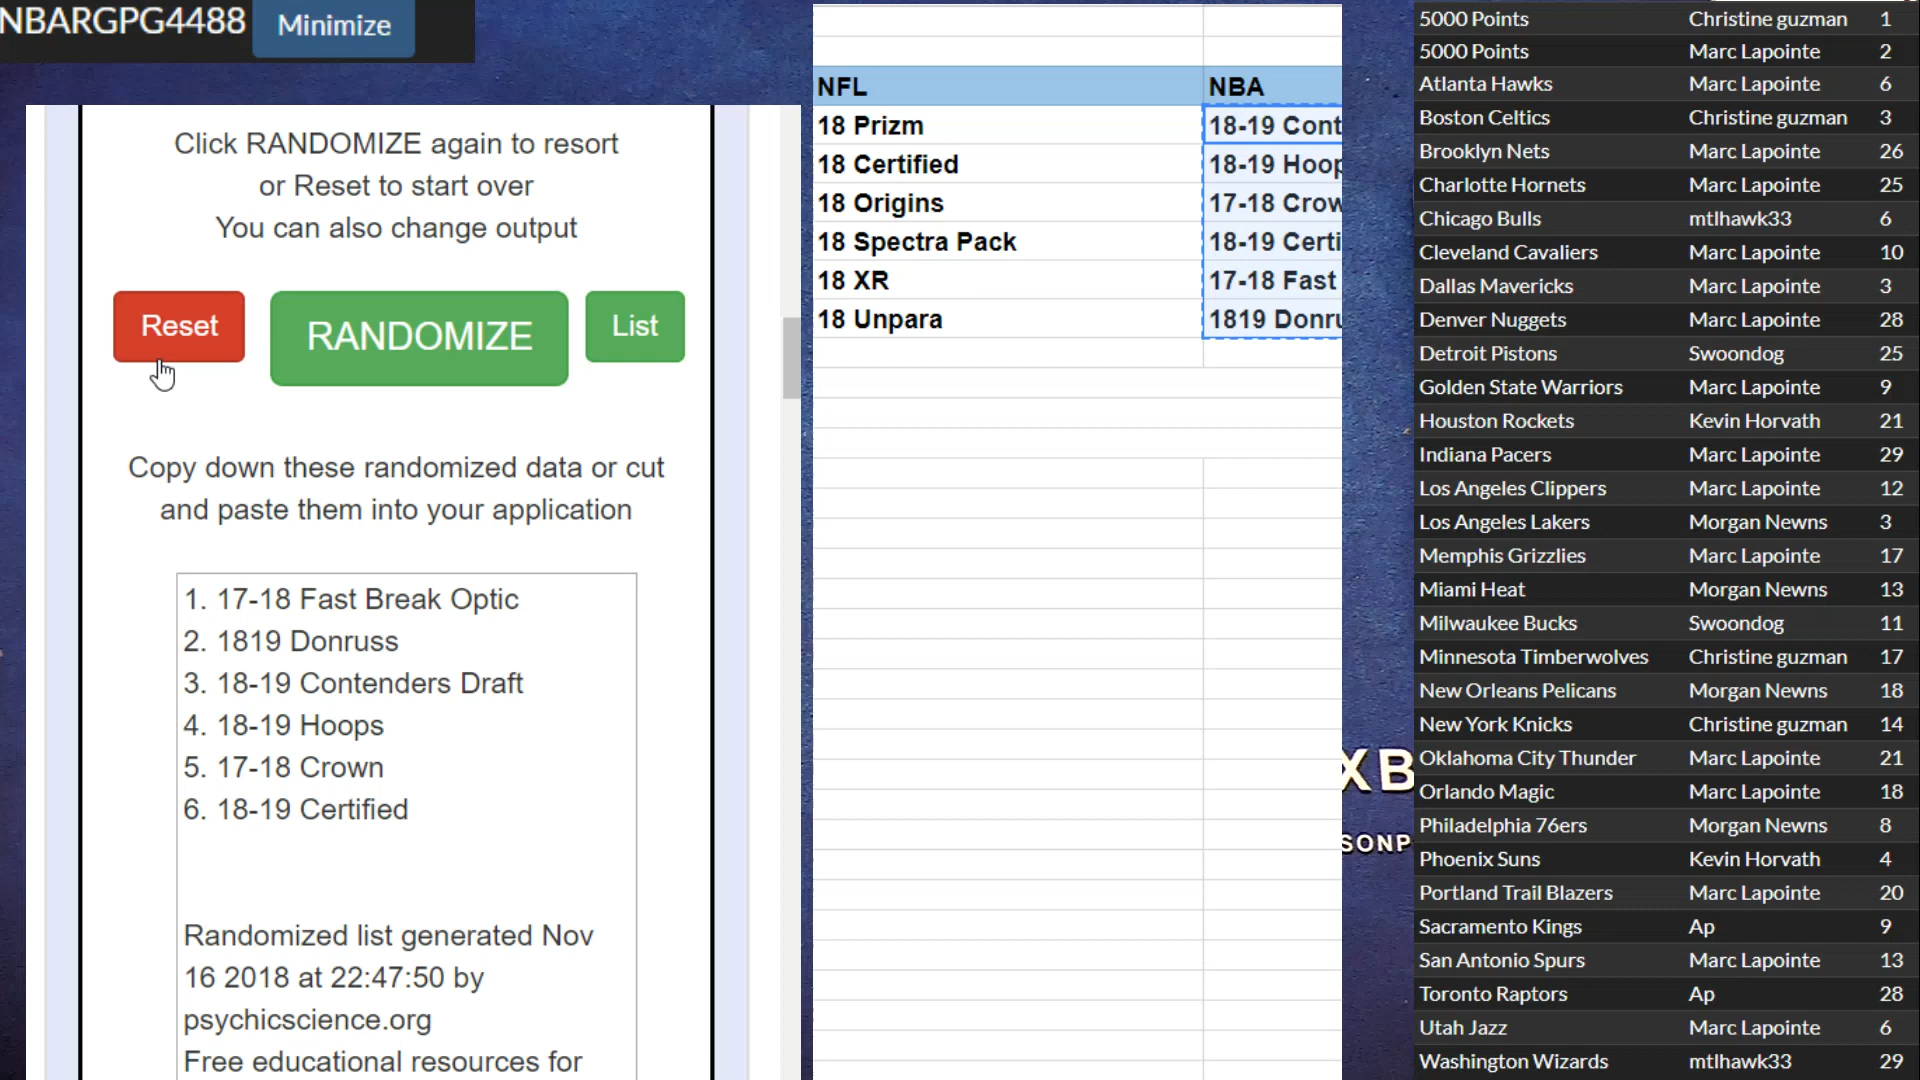 NBARGPG4488
Minimize
Click RANDOMIZE again to resort
or Reset to start over
You can also change output
Reset
RANDOMIZE
List
Copy down these randomized data or cut
and paste them into your application
1. 17-18 Fast Break Optic
2. 1819 Donruss
3. 18-19 Contenders Draft
4. 18-19 Hoops
5. 17-18 Crown
6. 18-19 Certified
Randomized list generated Nov
16 2018 at 22:47:50 by
psychicscience.org
Free educational resources for
NFL NBA
18 Prizm 18-19 Cont
18 Certified 18-19 Hoop
18 Origins 17-18 Crow
18 Spectra Pack 18-19 Certi
18 XR 17-18 Fast
18 Unpara 1819 Donru
XB
SONP
5000 Points Christine guzman 1
5000 Points Marc Lapointe 2
Atlanta Hawks Marc Lapointe 6
Boston Celtics Christine guzman 3
Brooklyn Nets Marc Lapointe 26
Charlotte Hornets Marc Lapointe 25
Chicago Bulls mtlhawk33 6
Cleveland Cavaliers Marc Lapointe 10
Dallas Mavericks Marc Lapointe 3
Denver Nuggets Marc Lapointe 28
Detroit Pistons Swoondog 25
Golden State Warriors Marc Lapointe 9
Houston Rockets Kevin Horvath 21
Indiana Pacers Marc Lapointe 29
Los Angeles Clippers Marc Lapointe 12
Los Angeles Lakers Morgan Newns 3
Memphis Grizzlies Marc Lapointe 17
Miami Heat Morgan Newns 13
Milwaukee Bucks Swoondog 11
Minnesota Timberwolves Christine guzman 17
New Orleans Pelicans Morgan Newns 18
New York Knicks Christine guzman 14
Oklahoma City Thunder Marc Lapointe 21
Orlando Magic Marc Lapointe 18
Philadelphia 76ers Morgan Newns 8
Phoenix Suns Kevin Horvath 4
Portland Trail Blazers Marc Lapointe 20
Sacramento Kings Ap 9
San Antonio Spurs Marc Lapointe 13
Toronto Raptors Ap 28
Utah Jazz Marc Lapointe 6
Washington Wizards mtlhawk33 29